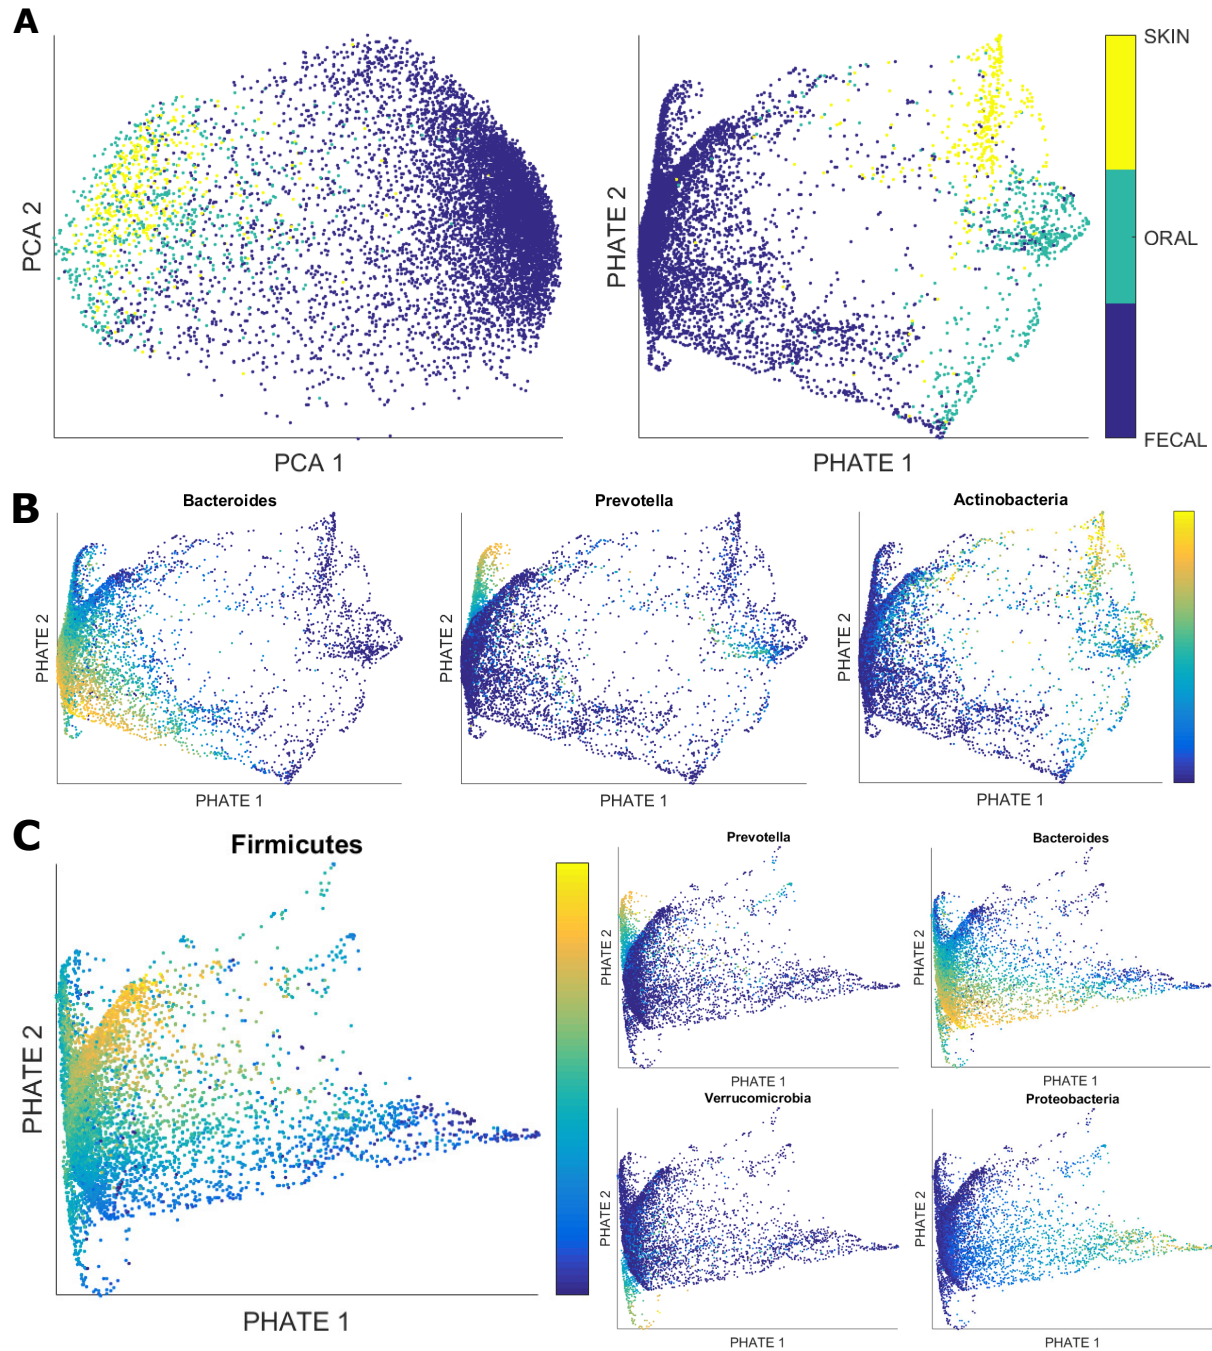 A
PCA 2
PCA 1
PHATE 2
PHATE 1
SKIN
ORAL
FECAL
B
Bacteroides
PHATE 2
PHATE 1
Prevotella
PHATE 2
PHATE 1
Actinobacteria
PHATE 2
PHATE 1
C
Firmicutes
PHATE 2
PHATE 1
Prevotella
PHATE 2
PHATE 1
Bacteroides
PHATE 2
PHATE 1
Verrucomicrobia
PHATE 2
PHATE 1
Proteobacteria
PHATE 2
PHATE 1